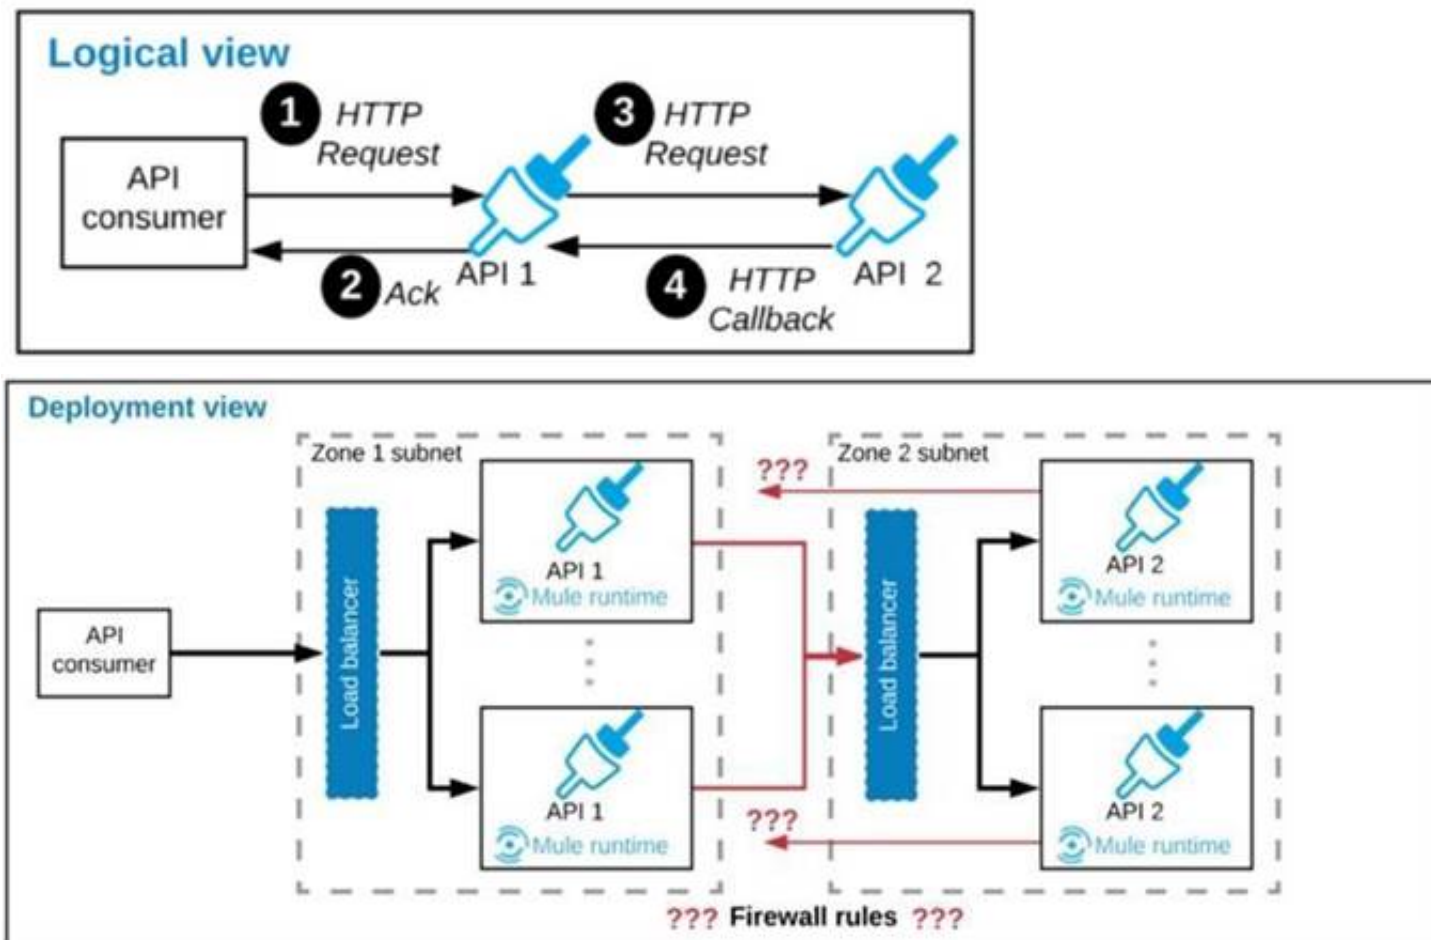 Logical view
1 HTTP
Request
3 HTTP
Request
API
consumer
2 Ack
API 1
4 HTTP
Callback
API 2
Deployment view
Zone 1 subnet
??? Zone 2 subnet
API 1
Mule runtime
API 2
Mule runtime
API
consumer
Load balancer
Load balancer
API 1
Mule runtime
???
API 2
Mule runtime
??? Firewall rules ???